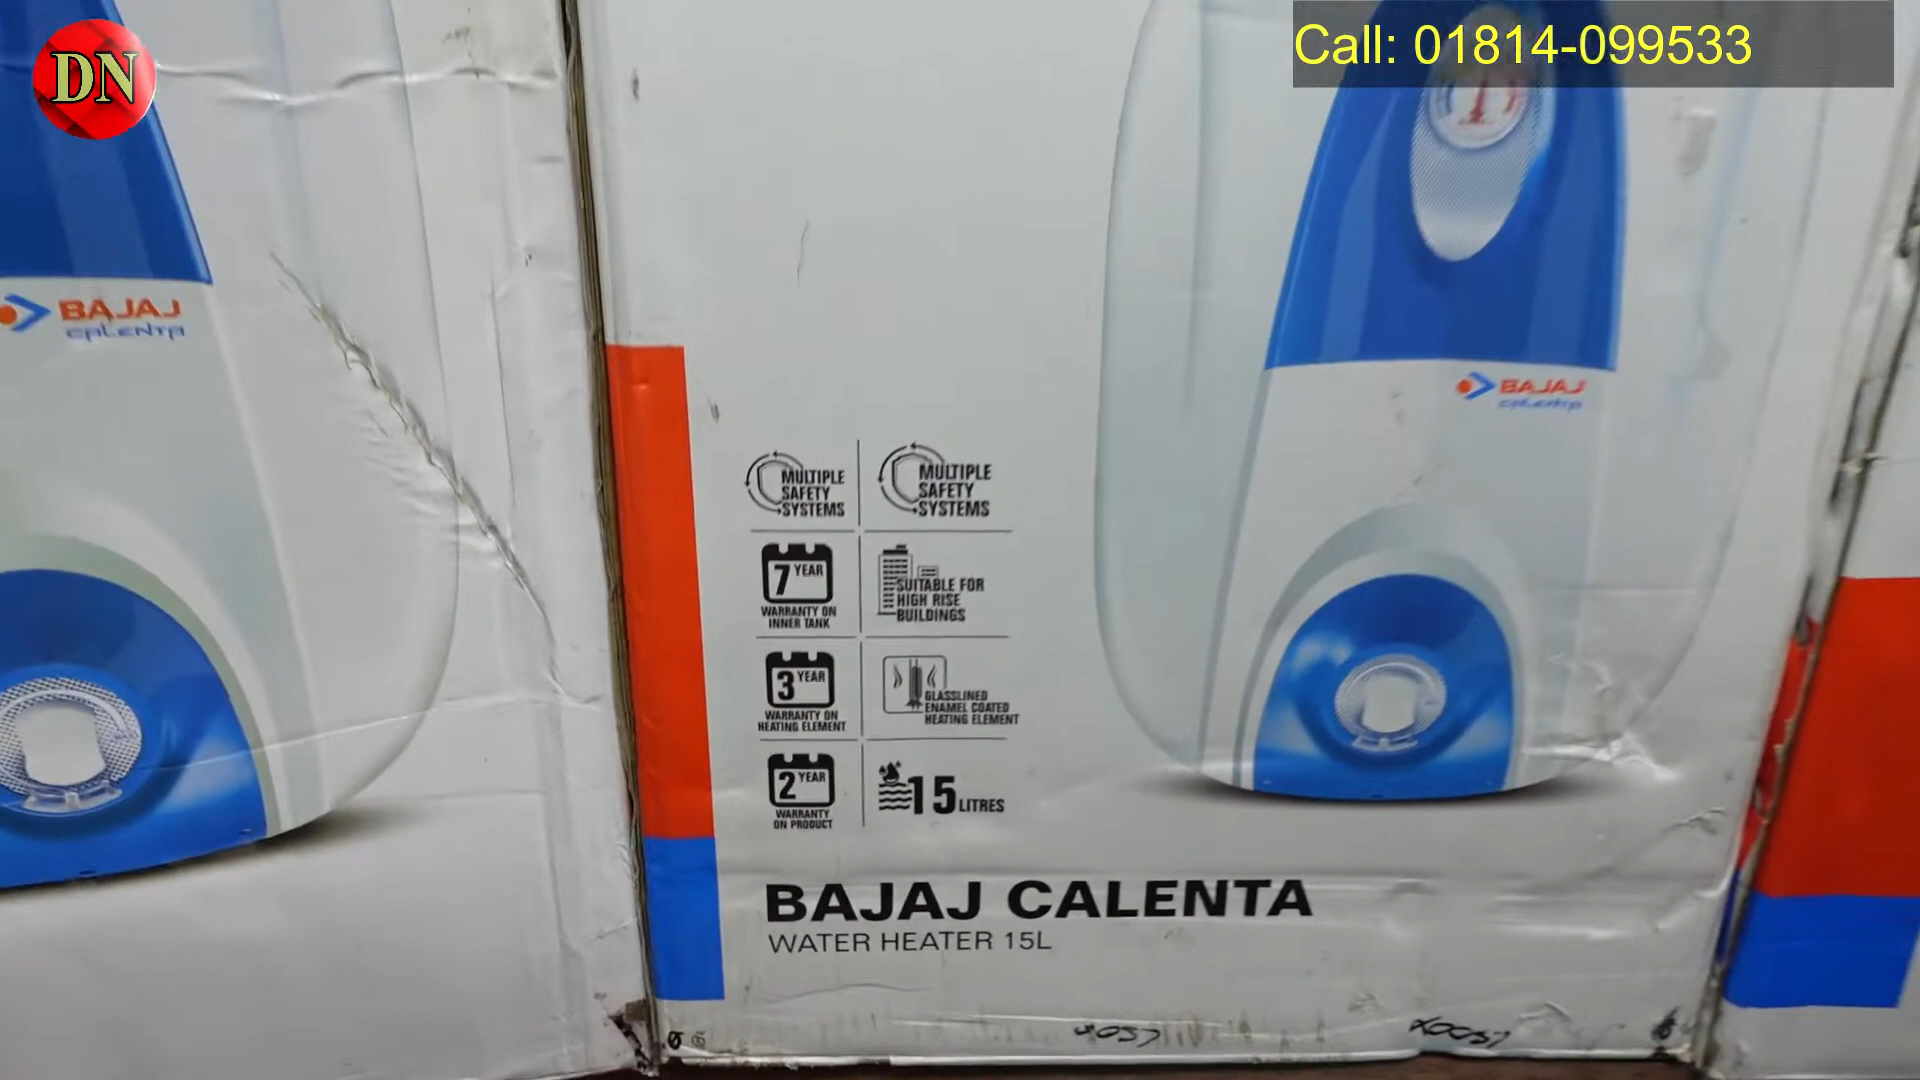 DN
Call: 01814-099533
BAJAJ
CALENTA
BAJAJ
CALENTA
MULTIPLE
SAFETY
SYSTEMS
MULTIPLE
SAFETY
SYSTEMS
7 YEAR
WARRANTY ON
INNER TANK
SUITABLE FOR
HIGH RISE
BUILDINGS
3 YEAR
WARRANTY ON
HEATING ELEMENT
GLASSLINED
ENAMEL COATED
HEATING ELEMENT
2 YEAR
WARRANTY
ON PRODUCT
15 LITRES
BAJAJ CALENTA
WATER HEATER 15L